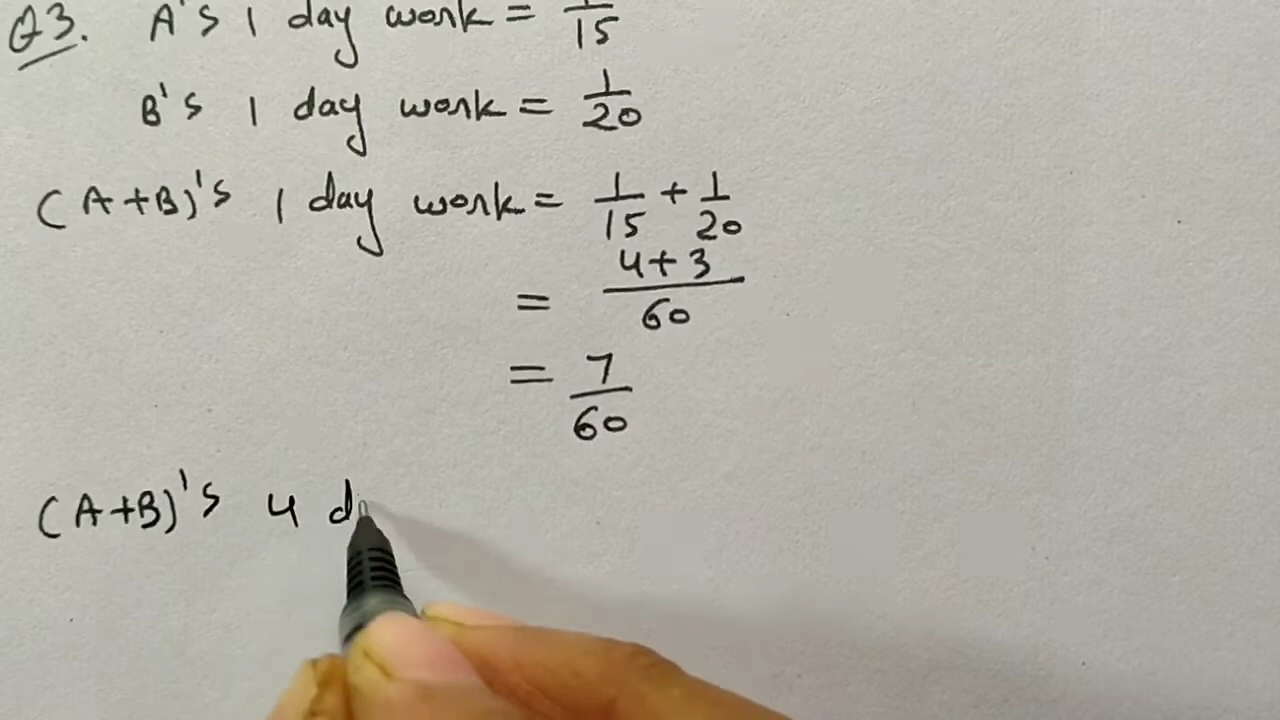 Q3. A's 1 day work = 1/15
B's 1 day work = 1/20
(A+B)'s 1 day work = 1/15 + 1/20
= 4+3/60
= 7/60
(A+B)'s 4 d